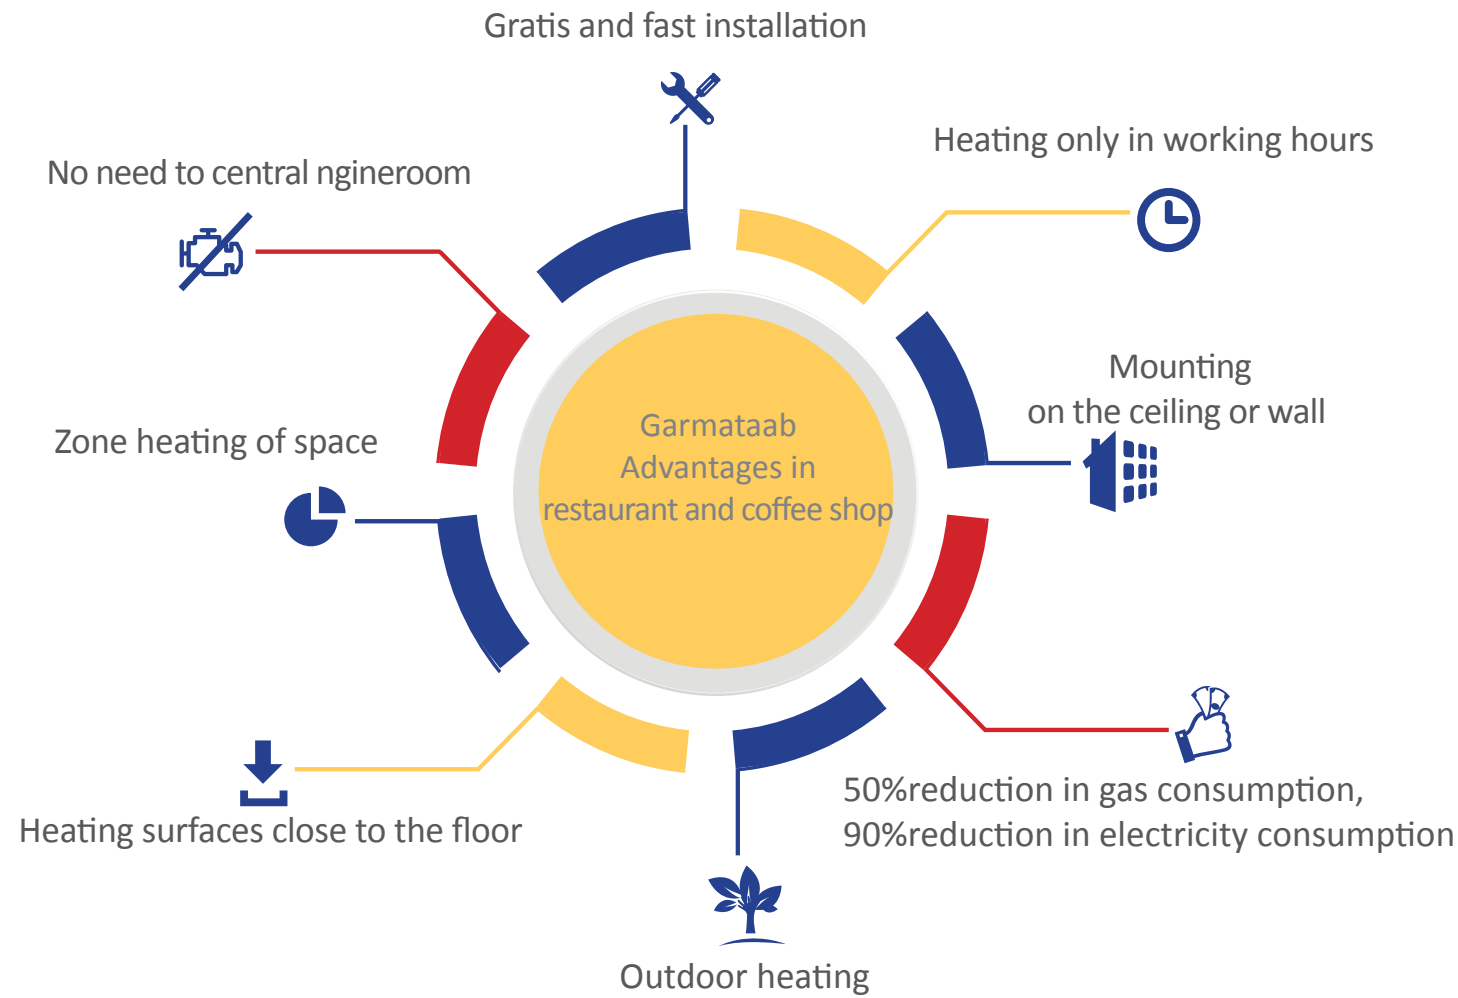 Gratis and fast installation
Heating only in working hours
No need to central ngineroom
Mounting
on the ceiling or wall
Zone heating of space
Garmataab
Advantages in
restaurant and coffee shop
50%reduction in gas consumption,
90%reduction in electricity consumption
Heating surfaces close to the floor
Outdoor heating